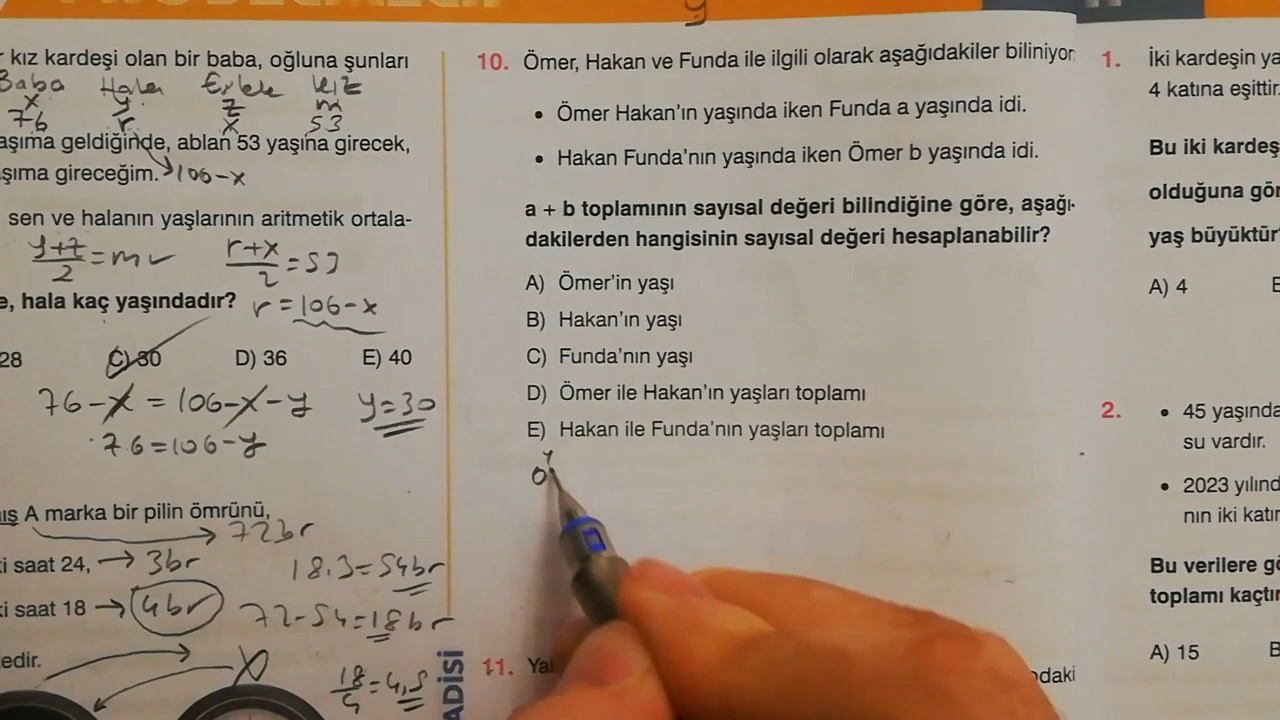 kız kardeşi olan bir baba, oğluna şunları
Baba Hala Erkek kız
x y z m
76 r x 53
aşıma geldiğinde, ablan 53 yaşına girecek,
şıma gireceğim. 106-x
sen ve halanın yaşlarının aritmetik ortala-
y+z/2 = m r+x/2 = 53
e, hala kaç yaşındadır? r = 106-x
28 C) 30 D) 36 E) 40
76-x = 106-x-y y=30
76=106-y
ış A marka bir pilin ömrünü,
72br
ki saat 24, → 3br 18.3=54br
ki saat 18 → 4br 72-54=18br
edir.
18/4=4,5
ADİSİ
10. Ömer, Hakan ve Funda ile ilgili olarak aşağıdakiler biliniyor
• Ömer Hakan'ın yaşında iken Funda a yaşında idi.
• Hakan Funda'nın yaşında iken Ömer b yaşında idi.
a + b toplamının sayısal değeri bilindiğine göre, aşağı-
dakilerden hangisinin sayısal değeri hesaplanabilir?
A) Ömer'in yaşı
B) Hakan'ın yaşı
C) Funda'nın yaşı
D) Ömer ile Hakan'ın yaşları toplamı
E) Hakan ile Funda'nın yaşları toplamı
11. Yal
daki
1. İki kardeşin ya
4 katına eşittir.
Bu iki kardeş
olduğuna gör
yaş büyüktür
A) 4
2. • 45 yaşında
su vardır.
• 2023 yılınd
nın iki katır
Bu verilere gö
toplamı kaçtır
A) 15 B